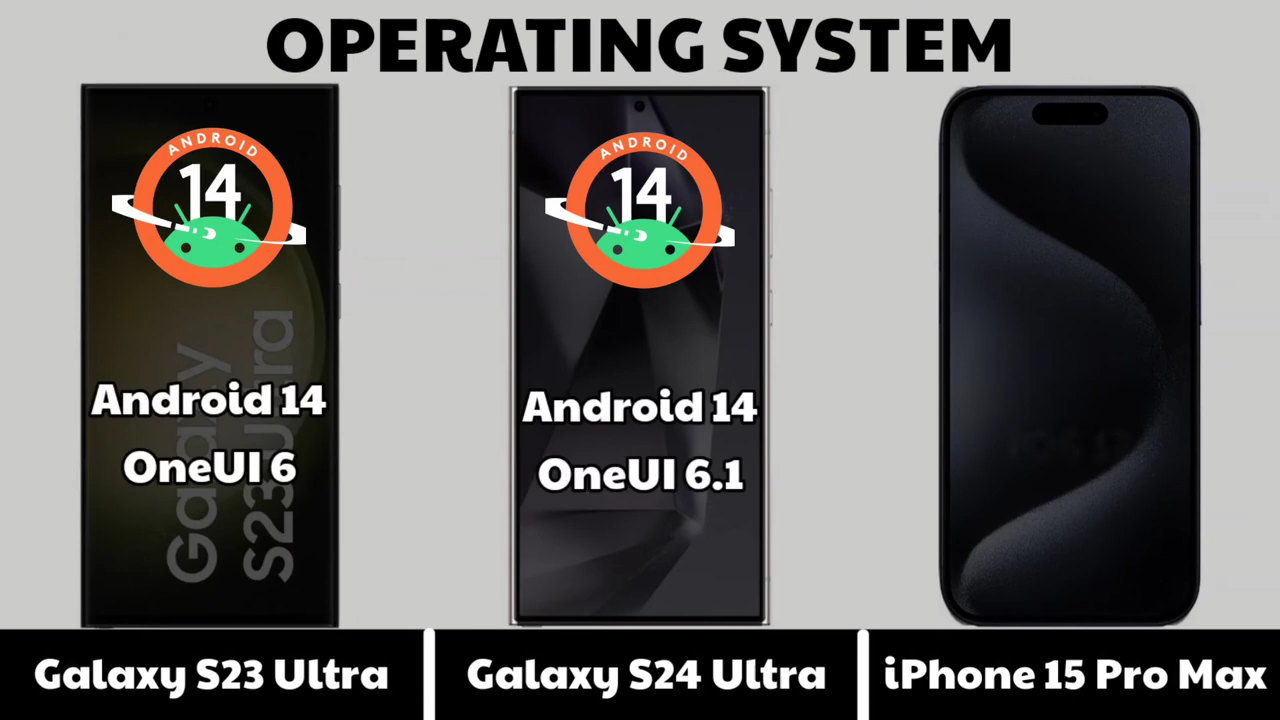 OPERATING SYSTEM
ANDROID
14
Galaxy
S23 Ultra
Android 14
OneUI 6
ANDROID
14
Android 14
OneUI 6.1
Galaxy S23 Ultra
Galaxy S24 Ultra
iPhone 15 Pro Max